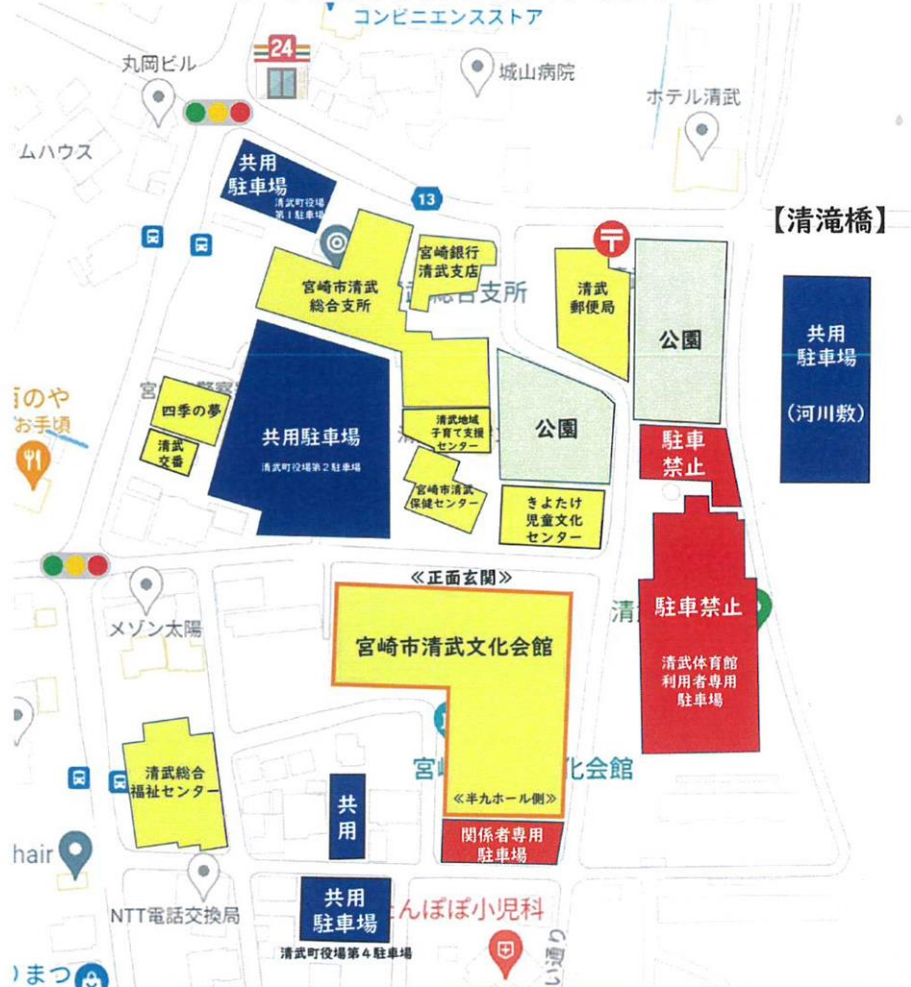 コンビニエンスストア
24
丸岡ビル
城山病院
ホテル清武
ムハウス
共用
駐車場
清武町役場
第1駐車場
13
【清滝橋】
宮崎銀行
清武支店
宮崎市清武
総合支所
総合支所
清武
郵便局
公園
共用
駐車場
(河川敷)
のや
お手頃
四季の夢
清武
交番
共用駐車場
清武町役場第2駐車場
清武地域
子育て支援
センター
公園
駐車
禁止
宮崎市清武
保健センター
きよたけ
児童文化
センター
≪正面玄関≫
メゾン太陽
宮崎市清武文化会館
清
駐車禁止
清武体育館
利用者専用
駐車場
宮
化会館
清武総合
福祉センター
共
用
≪半九ホール側≫
関係者専用
駐車場
hair
NTT電話交換局
共用
駐車場
んぽぽ小児科
清武町役場第4駐車場
い通り
りまつ